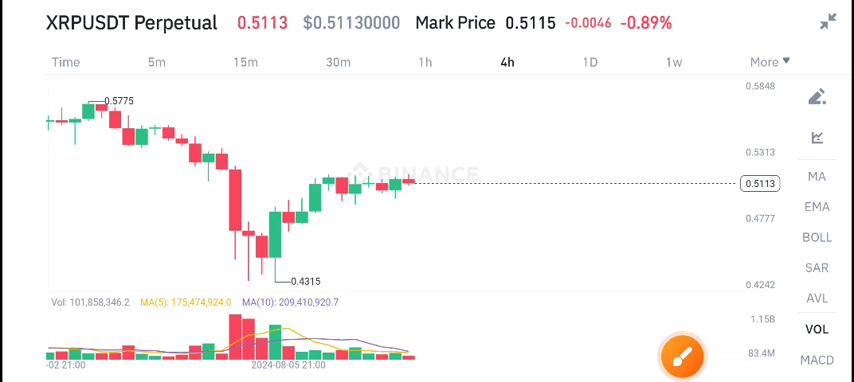 XRPUSDT Perpetual 0.5113 $0.51130000 Mark Price 0.5115 -0.0046 -0.89%
Time 5m 15m 30m 1h 4h 1D 1w More
0.5848
0.5775
0.5313
BINANCE
MA
0.5113
EMA
0.4777
BOLL
SAR
0.4315
0.4242
AVL
Vol: 101,858,346.2 MA(5): 175,474,924.0 MA(10): 209,410,920.7
1.15B
VOL
83.4M
MACD
-02 21:00 2024-08-05 21:00